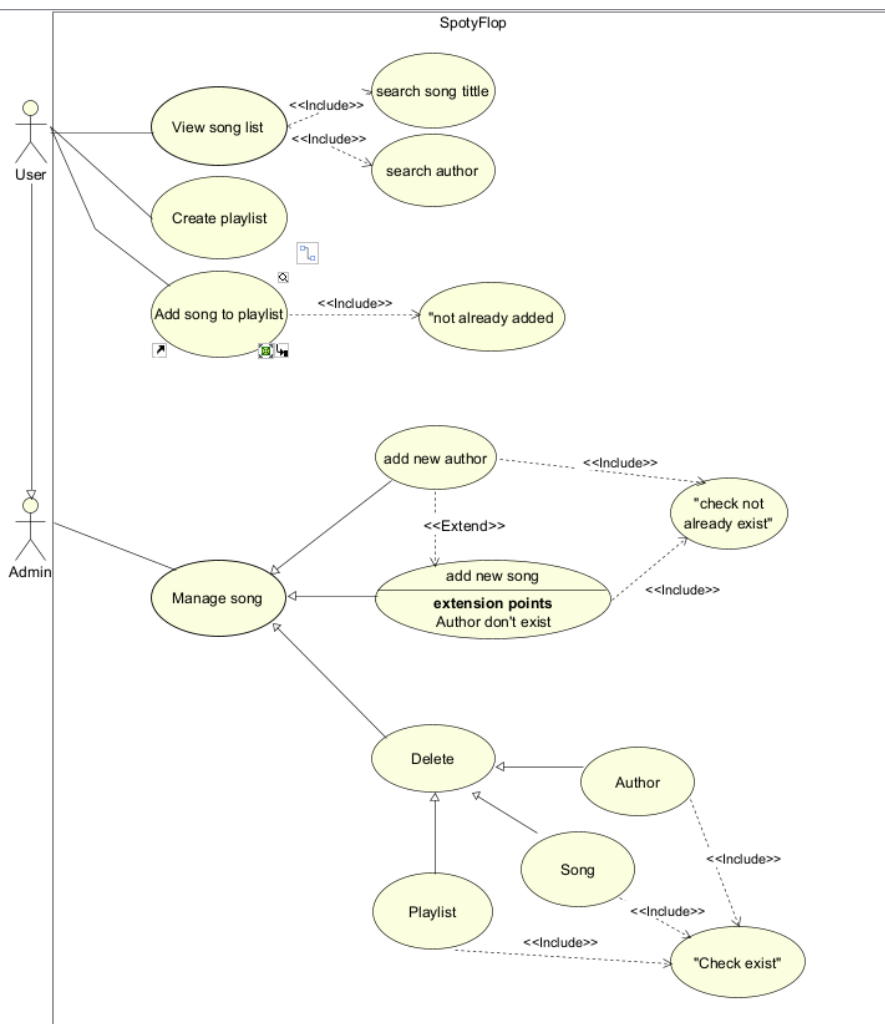 SpotyFlop
search song tittle
<<Include>>
View song list
<<Include>>
search author
User
Create playlist
<<Include>>
Add song to playlist
"not already added
add new author
<<Include>>
"check not
already exist"
<<Extend>>
Admin
add new song
<<Include>>
Manage song
extension points
Author don't exist
Delete
Author
<<Include>>
Song
<<Include>>
Playlist
<<Include>>
"Check exist"